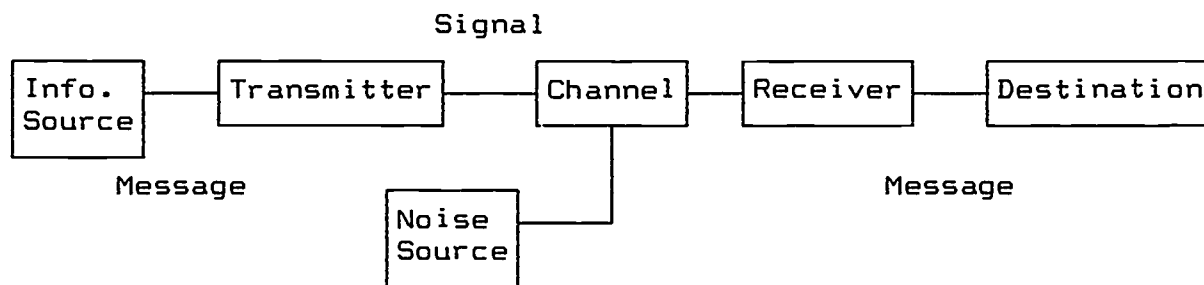 Signal
Info.
Source
Transmitter
Channel
Receiver
Destination
Message
Message
Noise
Source